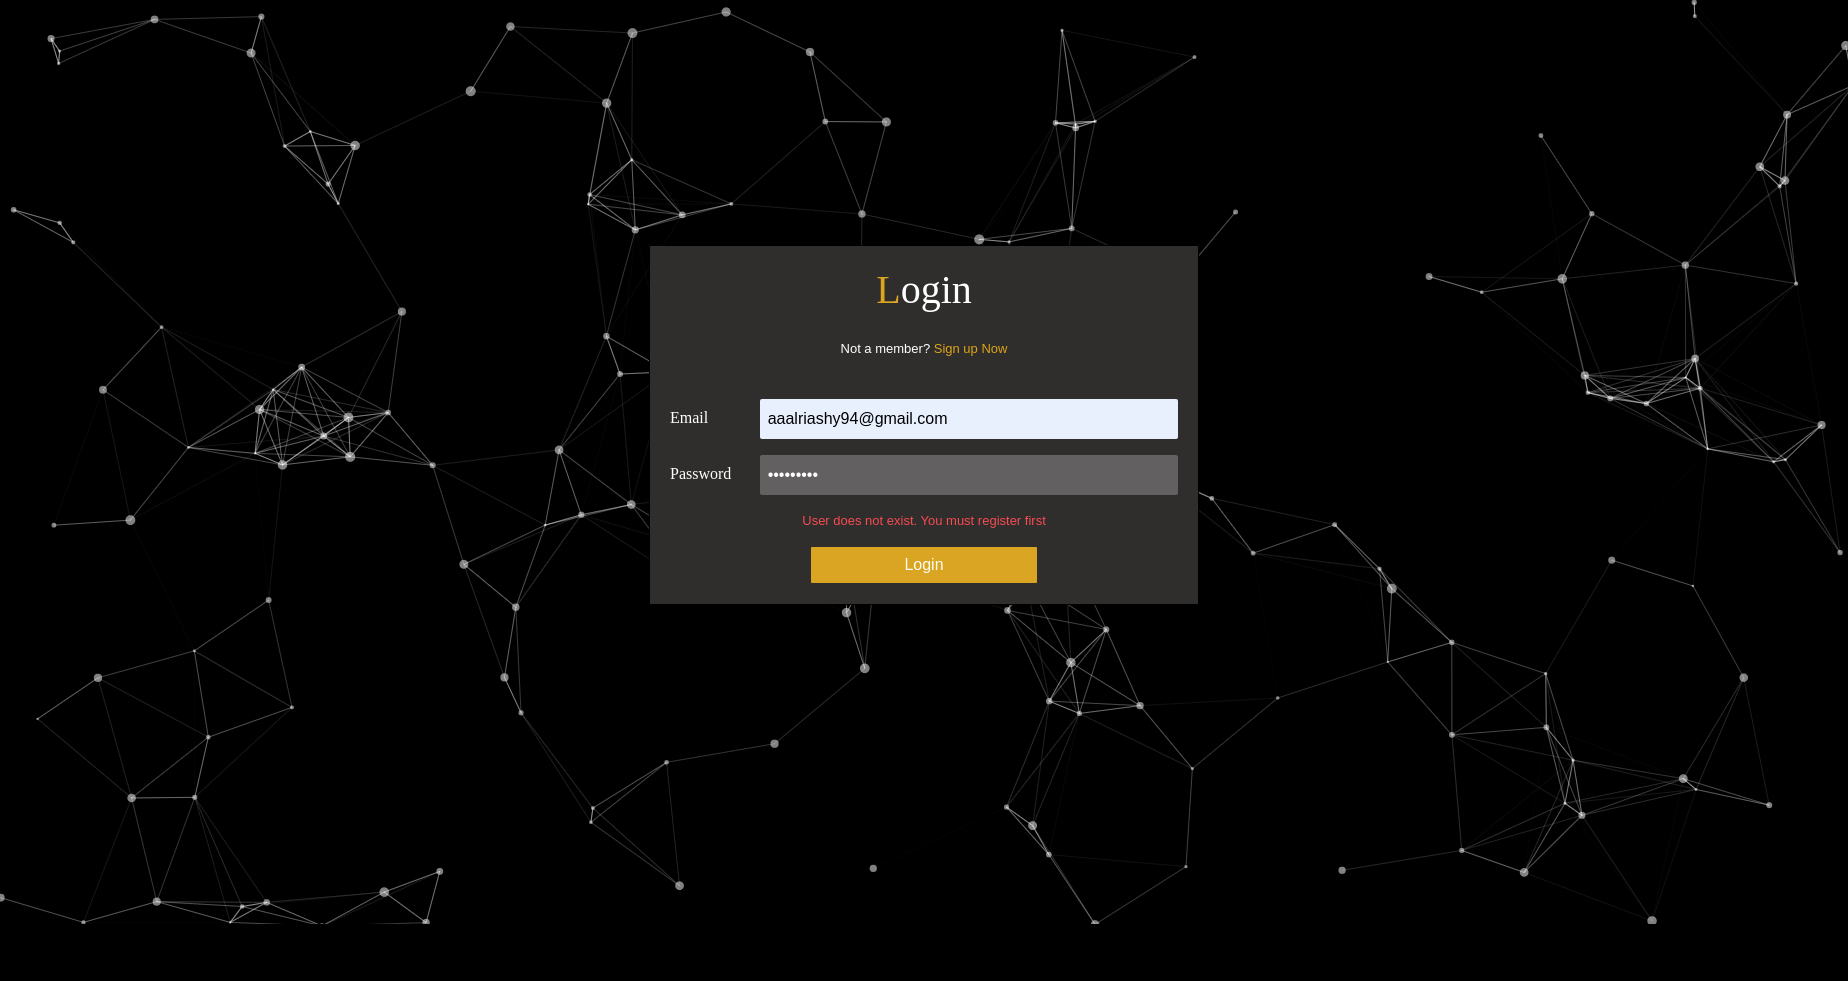 Login
Not a member? Sign up Now
Email
aaalriashy94@gmail.com
Password
•••••••••
User does not exist. You must register first
Login